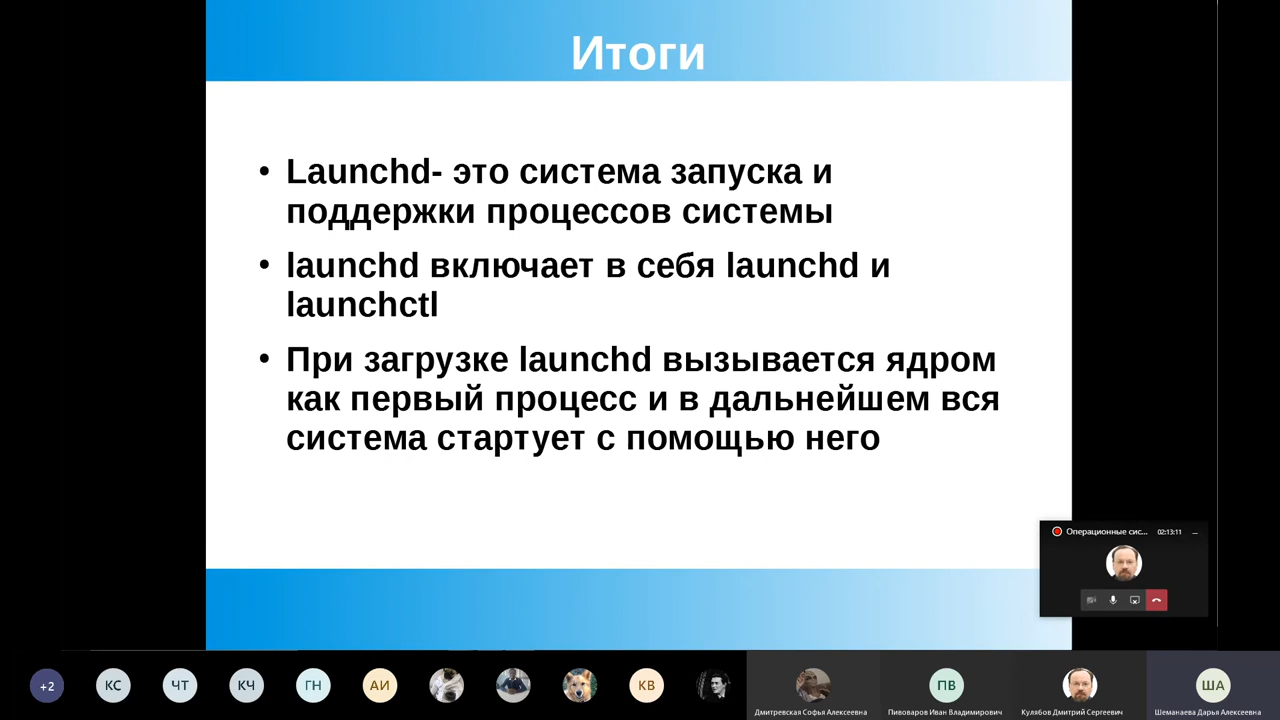 Итоги
• Launchd- это система запуска и
поддержки процессов системы
• launchd включает в себя launchd и
launchctl
• При загрузке launchd вызывается ядром
как первый процесс и в дальнейшем вся
система стартует с помощью него
Операционные сис... 02:13:11
+2 КС ЧТ КЧ ГН АИ КВ ПВ ША
Дмитревская Софья Алексеевна Пивоваров Иван Владимирович Кулябов Дмитрий Сергеевич Шеманаева Дарья Алексеевна